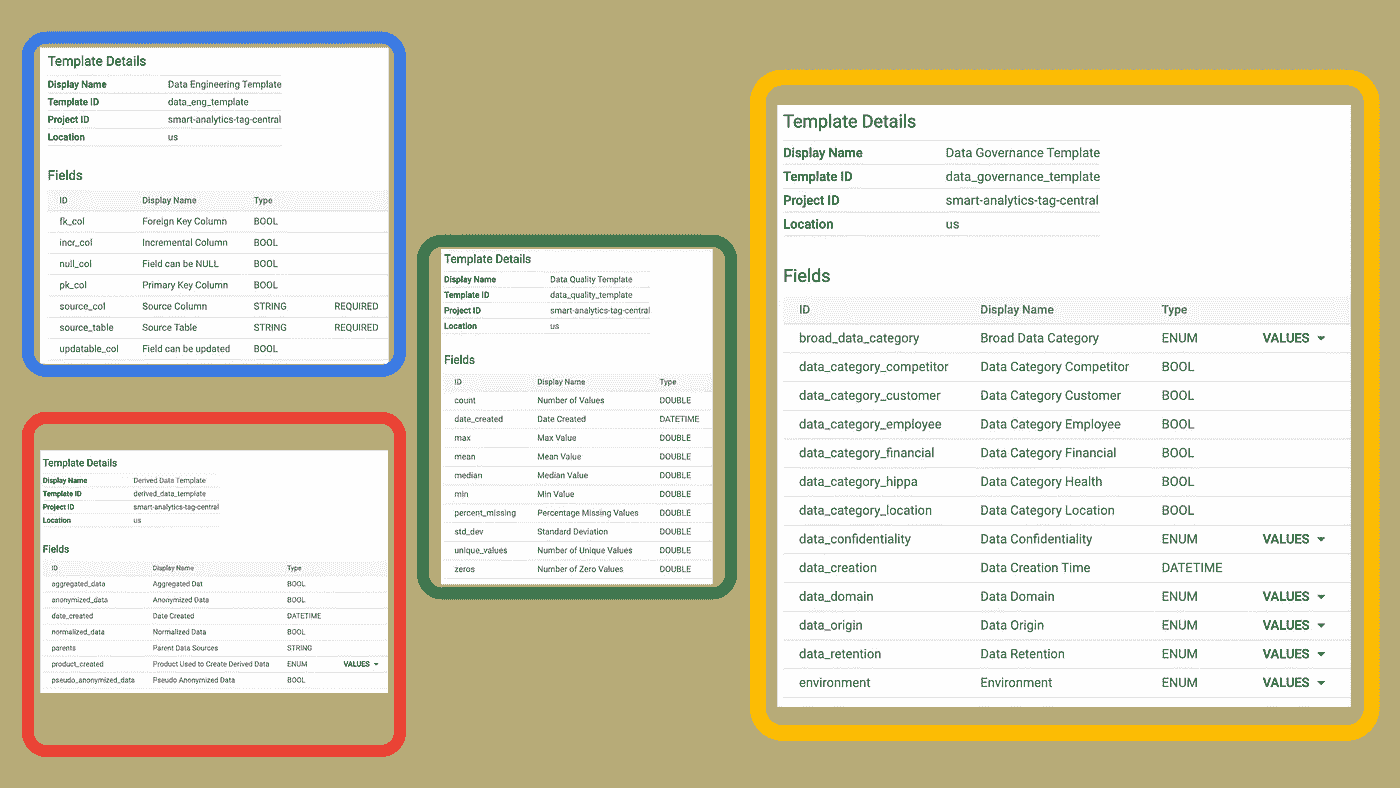 Template Details
Display Name Data Engineering Template
Template ID data_eng_template
Project ID smart-analytics-tag-central
Location us
Fields
ID Display Name Type
fk_col Foreign Key Column BOOL
incr_col Incremental Column BOOL
null_col Field can be NULL BOOL
pk_col Primary Key Column BOOL
source_col Source Column STRING REQUIRED
source_table Source Table STRING REQUIRED
updatable_col Field can be updated BOOL
Template Details
Display Name Derived Data Template
Template ID derived_data_template
Project ID smart-analytics-tag-central
Location us
Fields
ID Display Name Type
aggregated_data Aggregated Dat BOOL
anonymized_data Anonymized Data BOOL
date_created Date Created DATETIME
normalized_data Normalized Data BOOL
parents Parent Data Sources STRING
product_created Product Used to Create Derived Data ENUM VALUES
pseudo_anonymized_data Pseudo Anonymized Data BOOL
Template Details
Display Name Data Quality Template
Template ID data_quality_template
Project ID smart-analytics-tag-central
Location us
Fields
ID Display Name Type
count Number of Values DOUBLE
date_created Date Created DATETIME
max Max Value DOUBLE
mean Mean Value DOUBLE
median Median Value DOUBLE
min Min Value DOUBLE
percent_missing Percentage Missing Values DOUBLE
std_dev Standard Deviation DOUBLE
unique_values Number of Unique Values DOUBLE
zeros Number of Zero Values DOUBLE
Template Details
Display Name Data Governance Template
Template ID data_governance_template
Project ID smart-analytics-tag-central
Location us
Fields
ID Display Name Type
broad_data_category Broad Data Category ENUM VALUES
data_category_competitor Data Category Competitor BOOL
data_category_customer Data Category Customer BOOL
data_category_employee Data Category Employee BOOL
data_category_financial Data Category Financial BOOL
data_category_hippa Data Category Health BOOL
data_category_location Data Category Location BOOL
data_confidentiality Data Confidentiality ENUM VALUES
data_creation Data Creation Time DATETIME
data_domain Data Domain ENUM VALUES
data_origin Data Origin ENUM VALUES
data_retention Data Retention ENUM VALUES
environment Environment ENUM VALUES